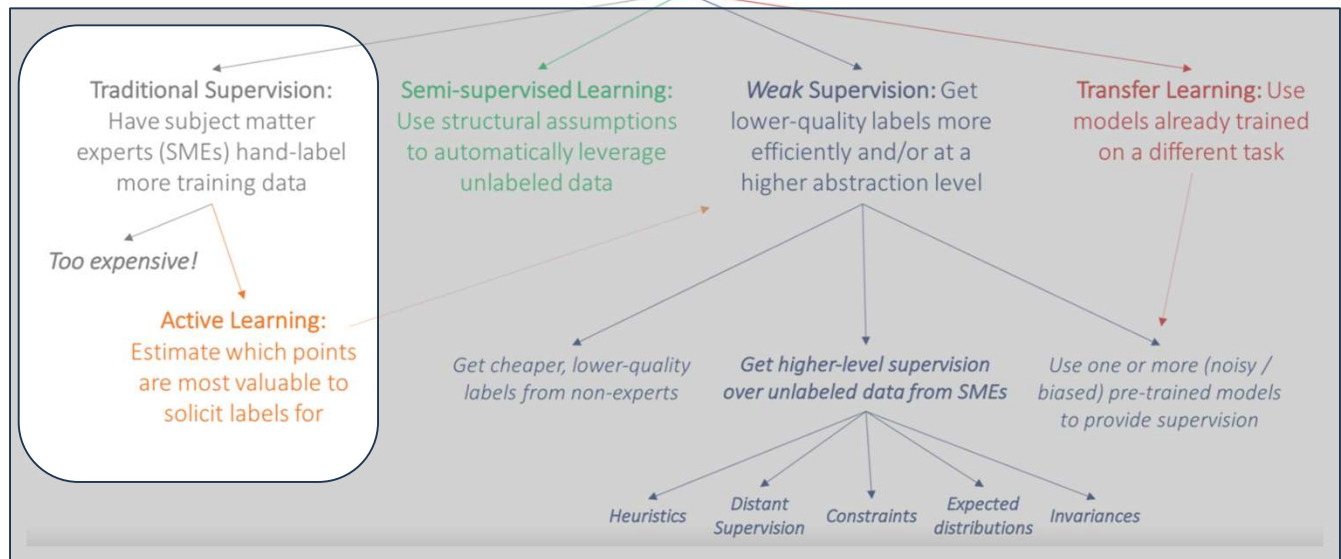 Traditional Supervision:
Have subject matter
experts (SMEs) hand-label
more training data
Semi-supervised Learning:
Use structural assumptions
to automatically leverage
unlabeled data
Weak Supervision: Get
lower-quality labels more
efficiently and/or at a
higher abstraction level
Transfer Learning: Use
models already trained
on a different task
Too expensive!
Active Learning:
Estimate which points
are most valuable to
solicit labels for
Get cheaper, lower-quality
labels from non-experts
Get higher-level supervision
over unlabeled data from SMEs
Use one or more (noisy /
biased) pre-trained models
to provide supervision
Heuristics
Distant
Supervision
Constraints
Expected
distributions
Invariances